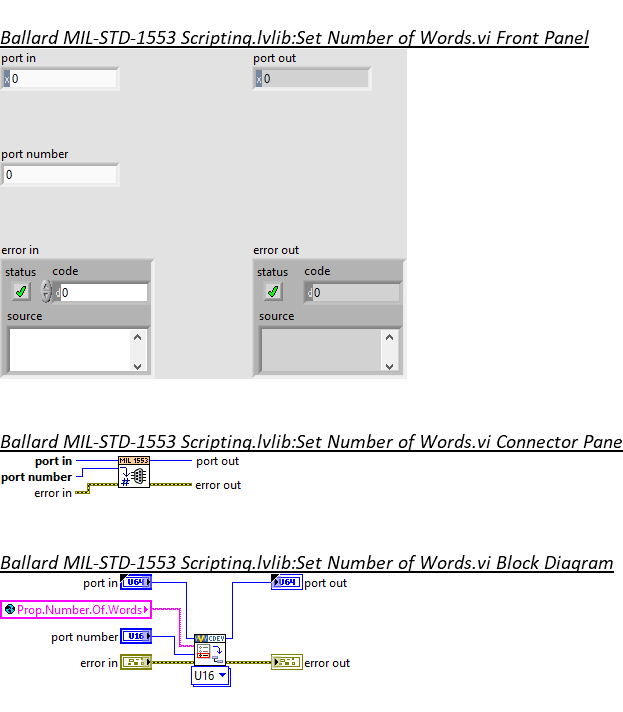 Ballard MIL-STD-1553 Scripting.lvlib:Set Number of Words.vi Front Panel
port in port out
x 0 x 0
port number
0
error in error out
status code status code
d 0 d 0
source source
Ballard MIL-STD-1553 Scripting.lvlib:Set Number of Words.vi Connector Pane
port in MIL 1553 port out
port number #
error in error out
Ballard MIL-STD-1553 Scripting.lvlib:Set Number of Words.vi Block Diagram
port in U64 U64 port out
Prop.Number.Of.Words
port number U16 CDEV
error in error out
U16